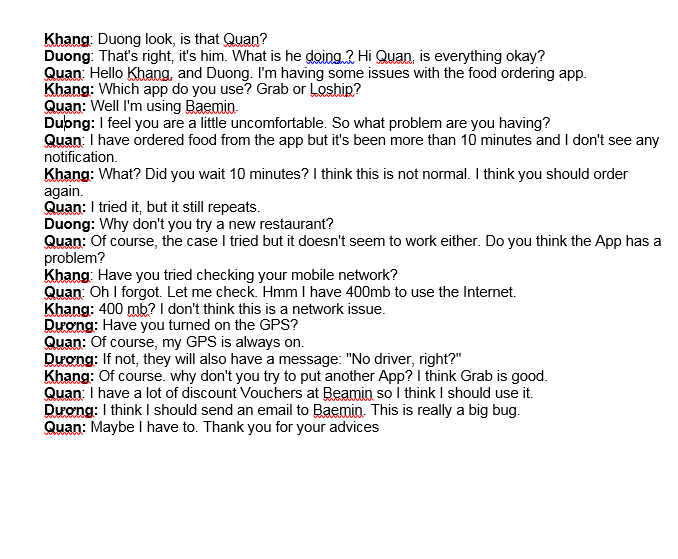 Khang: Duong look, is that Quan?
Duong: That's right, it's him. What is he doing ? Hi Quan, is everything okay?
Quan: Hello Khang, and Duong. I'm having some issues with the food ordering app.
Khang: Which app do you use? Grab or Loship?
Quan: Well I'm using Baemin.
Duong: I feel you are a little uncomfortable. So what problem are you having?
Quan: I have ordered food from the app but it's been more than 10 minutes and I don't see any
notification.
Khang: What? Did you wait 10 minutes? I think this is not normal. I think you should order
again.
Quan: I tried it, but it still repeats.
Duong: Why don't you try a new restaurant?
Quan: Of course, the case I tried but it doesn't seem to work either. Do you think the App has a
problem?
Khang: Have you tried checking your mobile network?
Quan: Oh I forgot. Let me check. Hmm I have 400mb to use the Internet.
Khang: 400 mb? I don't think this is a network issue.
Dương: Have you turned on the GPS?
Quan: Of course, my GPS is always on.
Dương: If not, they will also have a message: "No driver, right?"
Khang: Of course. why don't you try to put another App? I think Grab is good.
Quan: I have a lot of discount Vouchers at Beamin so I think I should use it.
Dương: I think I should send an email to Baemin. This is really a big bug.
Quan: Maybe I have to. Thank you for your advices